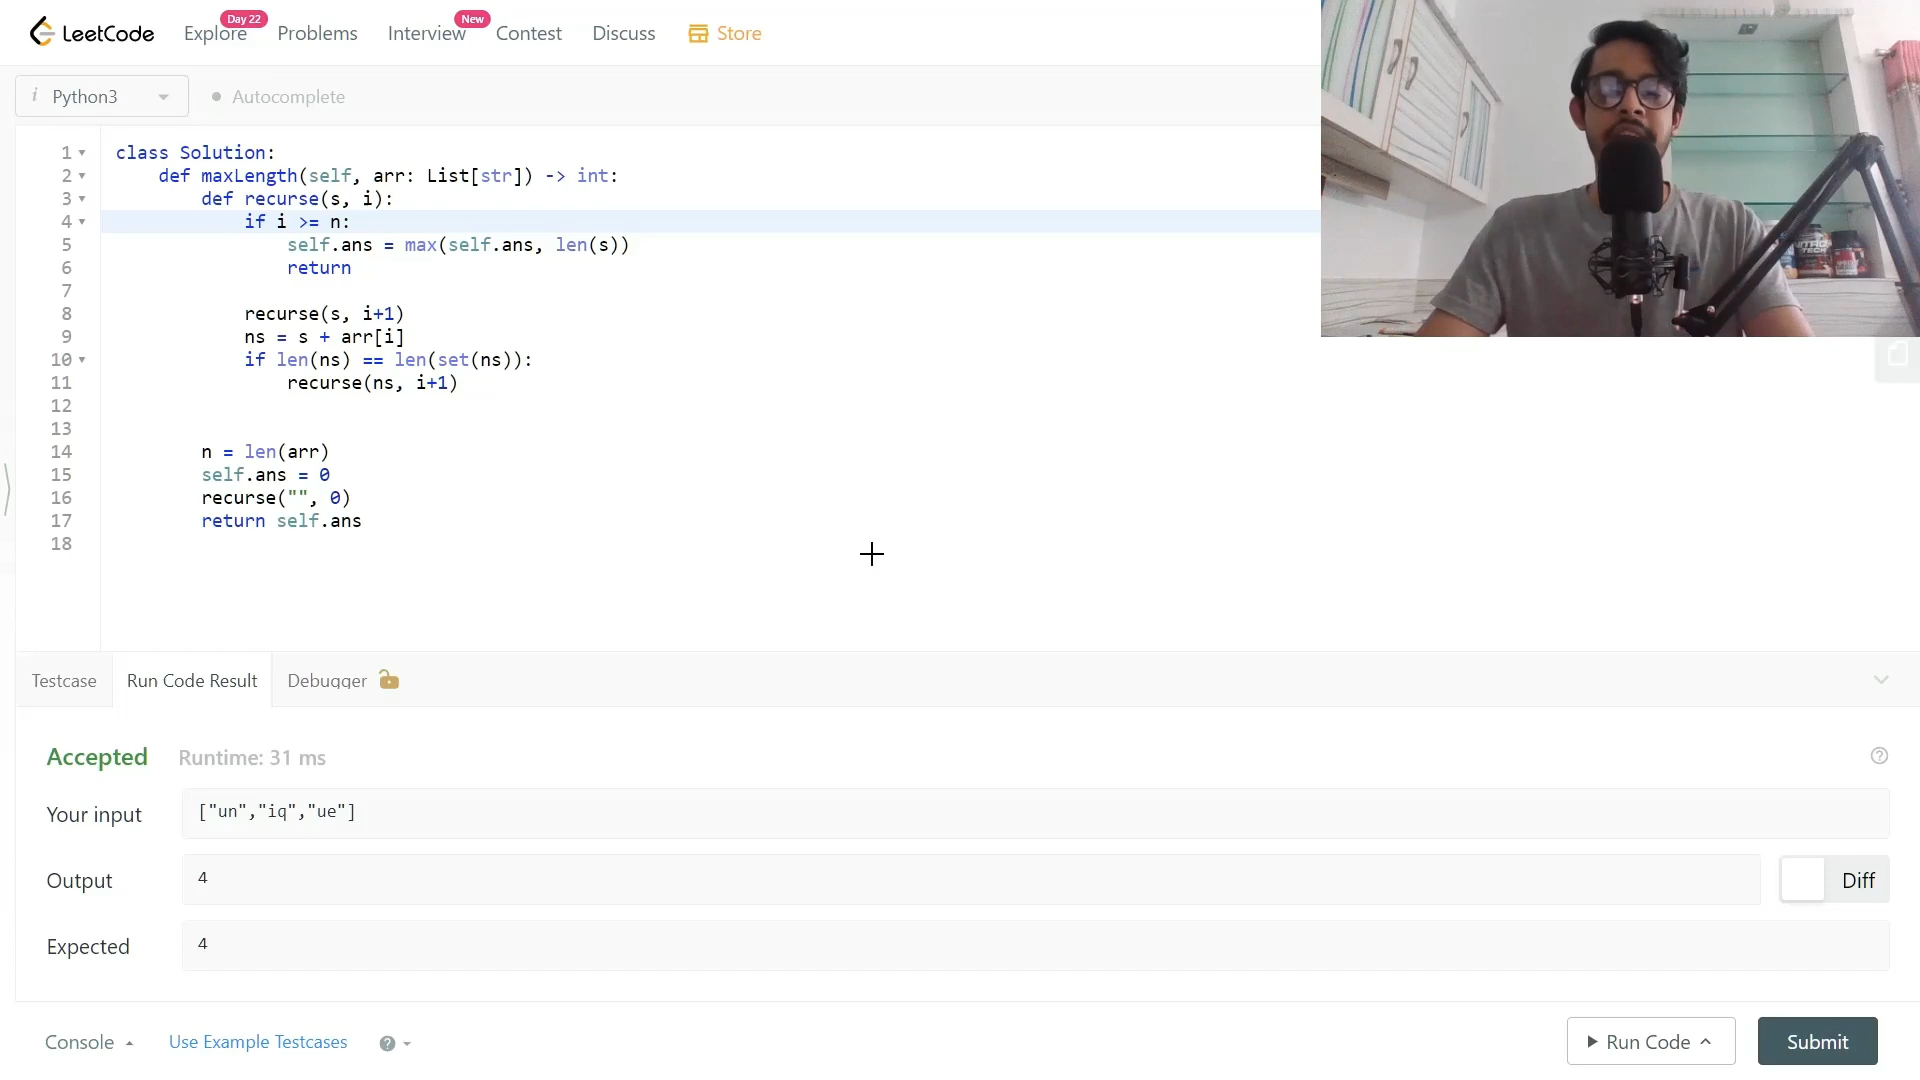 LeetCode
Explore
Day 22
Problems
Interview
New
Contest
Discuss
Store
i Python3
Autocomplete
1 class Solution:
2     def maxLength(self, arr: List[str]) -> int:
3         def recurse(s, i):
4             if i >= n:
5                 self.ans = max(self.ans, len(s))
6                 return
7
8             recurse(s, i+1)
9             ns = s + arr[i]
10             if len(ns) == len(set(ns)):
11                 recurse(ns, i+1)
12
13
14         n = len(arr)
15         self.ans = 0
16         recurse("", 0)
17         return self.ans
18
Testcase
Run Code Result
Debugger
Accepted
Runtime: 31 ms
Your input
["un","iq","ue"]
Output
4
Diff
Expected
4
Console
Use Example Testcases
Run Code
Submit